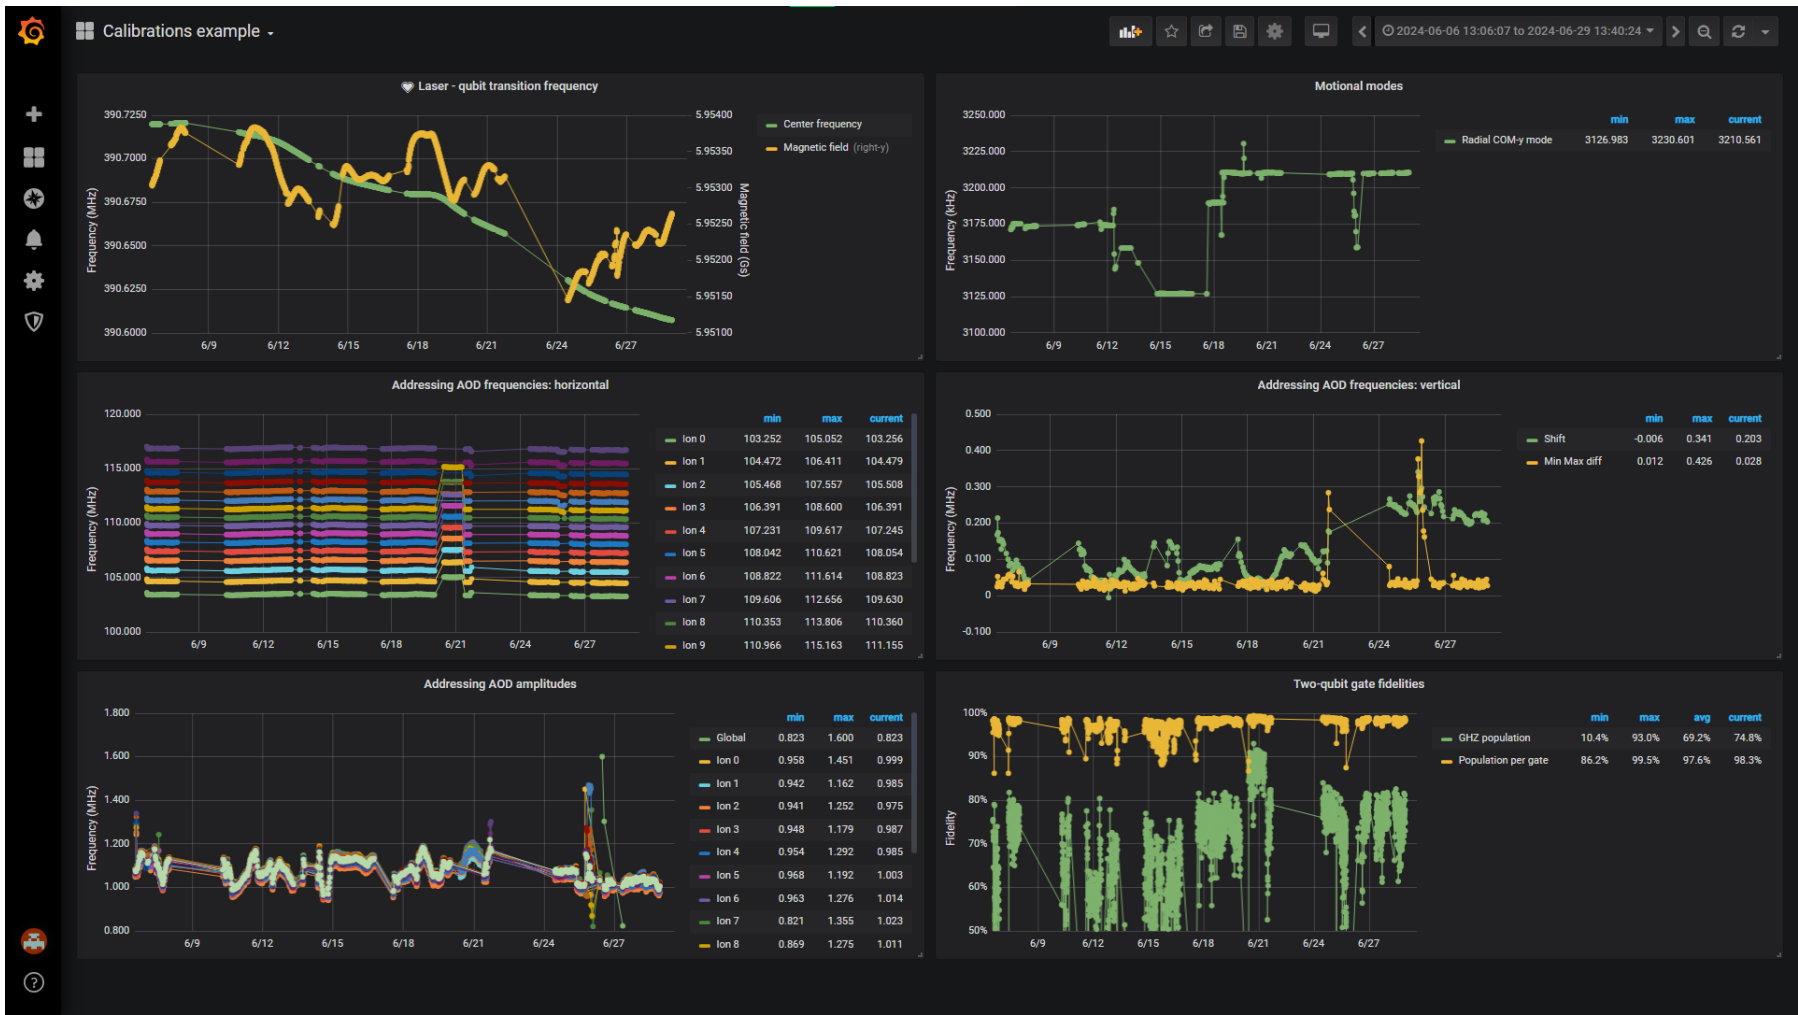 Calibrations example
2024-06-06 13:06:07 to 2024-06-29 13:40:24
Laser - qubit transition frequency
390.7250
390.7000
390.6750
390.6500
390.6250
390.6000
Frequency (MHz)
5.95400
5.95350
5.95300
5.95250
5.95200
5.95150
5.95100
Magnetic field (Gs)
6/9 6/12 6/15 6/18 6/21 6/24 6/27
Center frequency
Magnetic field (right-y)
Motional modes
3250.000
3225.000
3200.000
3175.000
3150.000
3125.000
3100.000
Frequency (kHz)
6/9 6/12 6/15 6/18 6/21 6/24 6/27
min max current
Radial COM-y mode 3126.983 3230.601 3210.561
Addressing AOD frequencies: horizontal
120.000
115.000
110.000
105.000
100.000
Frequency (MHz)
6/9 6/12 6/15 6/18 6/21 6/24 6/27
min max current
Ion 0 103.252 105.052 103.256
Ion 1 104.472 106.411 104.479
Ion 2 105.468 107.557 105.508
Ion 3 106.391 108.600 106.391
Ion 4 107.231 109.617 107.245
Ion 5 108.042 110.621 108.054
Ion 6 108.822 111.614 108.823
Ion 7 109.606 112.656 109.630
Ion 8 110.353 113.806 110.360
Ion 9 110.966 115.163 111.155
Addressing AOD frequencies: vertical
0.500
0.400
0.300
0.200
0.100
0
-0.100
Frequency (MHz)
6/9 6/12 6/15 6/18 6/21 6/24 6/27
min max current
Shift -0.006 0.341 0.203
Min Max diff 0.012 0.426 0.028
Addressing AOD amplitudes
1.800
1.600
1.400
1.200
1.000
0.800
Frequency (MHz)
6/9 6/12 6/15 6/18 6/21 6/24 6/27
min max current
Global 0.823 1.600 0.823
Ion 0 0.958 1.451 0.999
Ion 1 0.942 1.162 0.985
Ion 2 0.941 1.252 0.975
Ion 3 0.948 1.179 0.987
Ion 4 0.954 1.292 0.985
Ion 5 0.968 1.192 1.003
Ion 6 0.963 1.276 1.014
Ion 7 0.821 1.355 1.023
Ion 8 0.869 1.275 1.011
Two-qubit gate fidelities
100%
90%
80%
70%
60%
50%
Fidelity
6/9 6/12 6/15 6/18 6/21 6/24 6/27
min max avg current
GHZ population 10.4% 93.0% 69.2% 74.8%
Population per gate 86.2% 99.5% 97.6% 98.3%